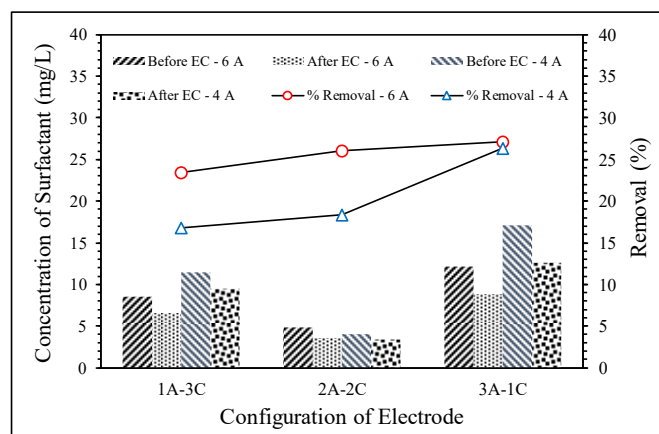 Before EC - 6 A
After EC - 6 A
Before EC - 4 A
After EC - 4 A
% Removal - 6 A
% Removal - 4 A
Concentration of Surfactant (mg/L)
40
35
30
25
20
15
10
5
0
40
35
30
25
20
15
10
5
0
Removal (%)
1A-3C
2A-2C
3A-1C
Configuration of Electrode